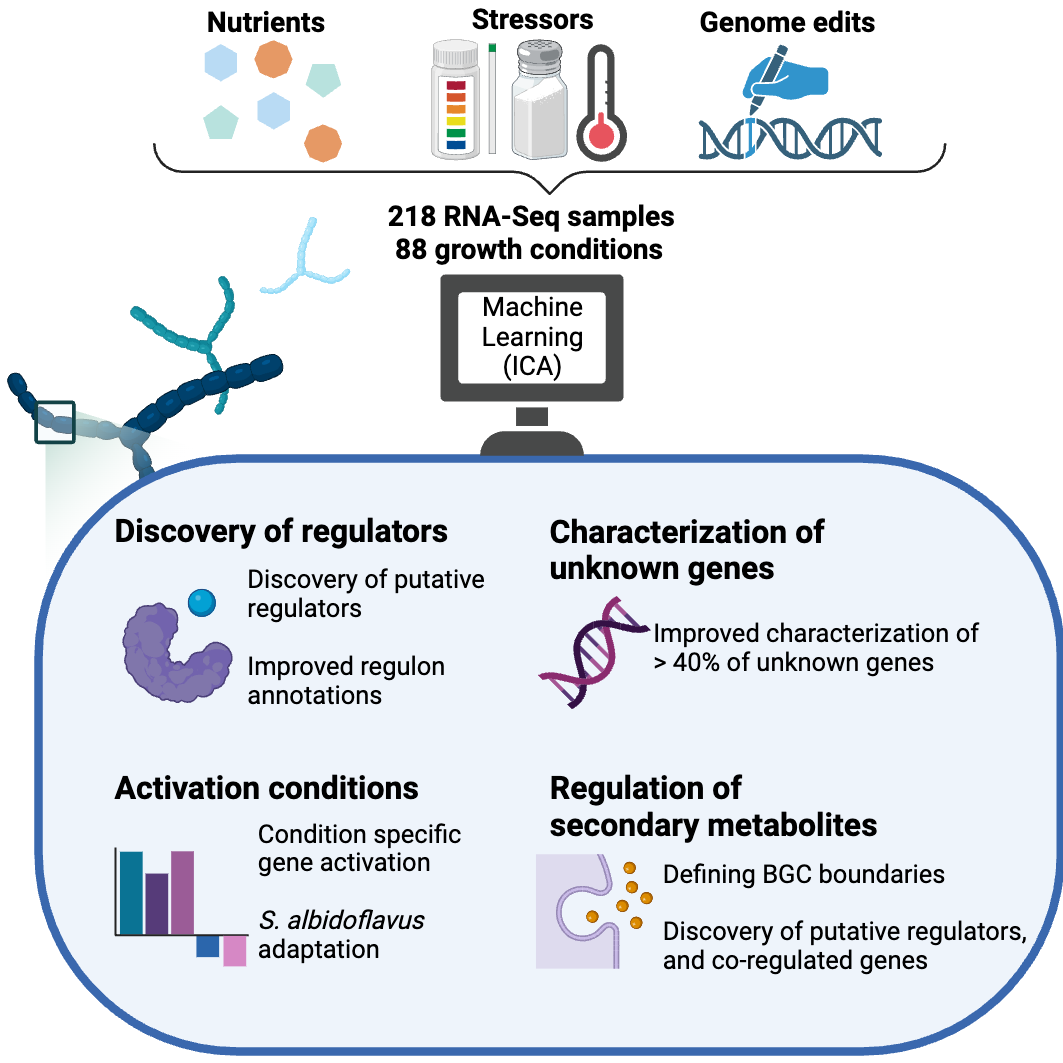 Nutrients
Stressors
Genome edits
218 RNA-Seq samples
88 growth conditions
Machine
Learning
(ICA)
Discovery of regulators
Discovery of putative
regulators
Improved regulon
annotations
Characterization of
unknown genes
Improved characterization of
> 40% of unknown genes
Activation conditions
Condition specific
gene activation
S. albidoflavus
adaptation
Regulation of
secondary metabolites
Defining BGC boundaries
Discovery of putative regulators,
and co-regulated genes